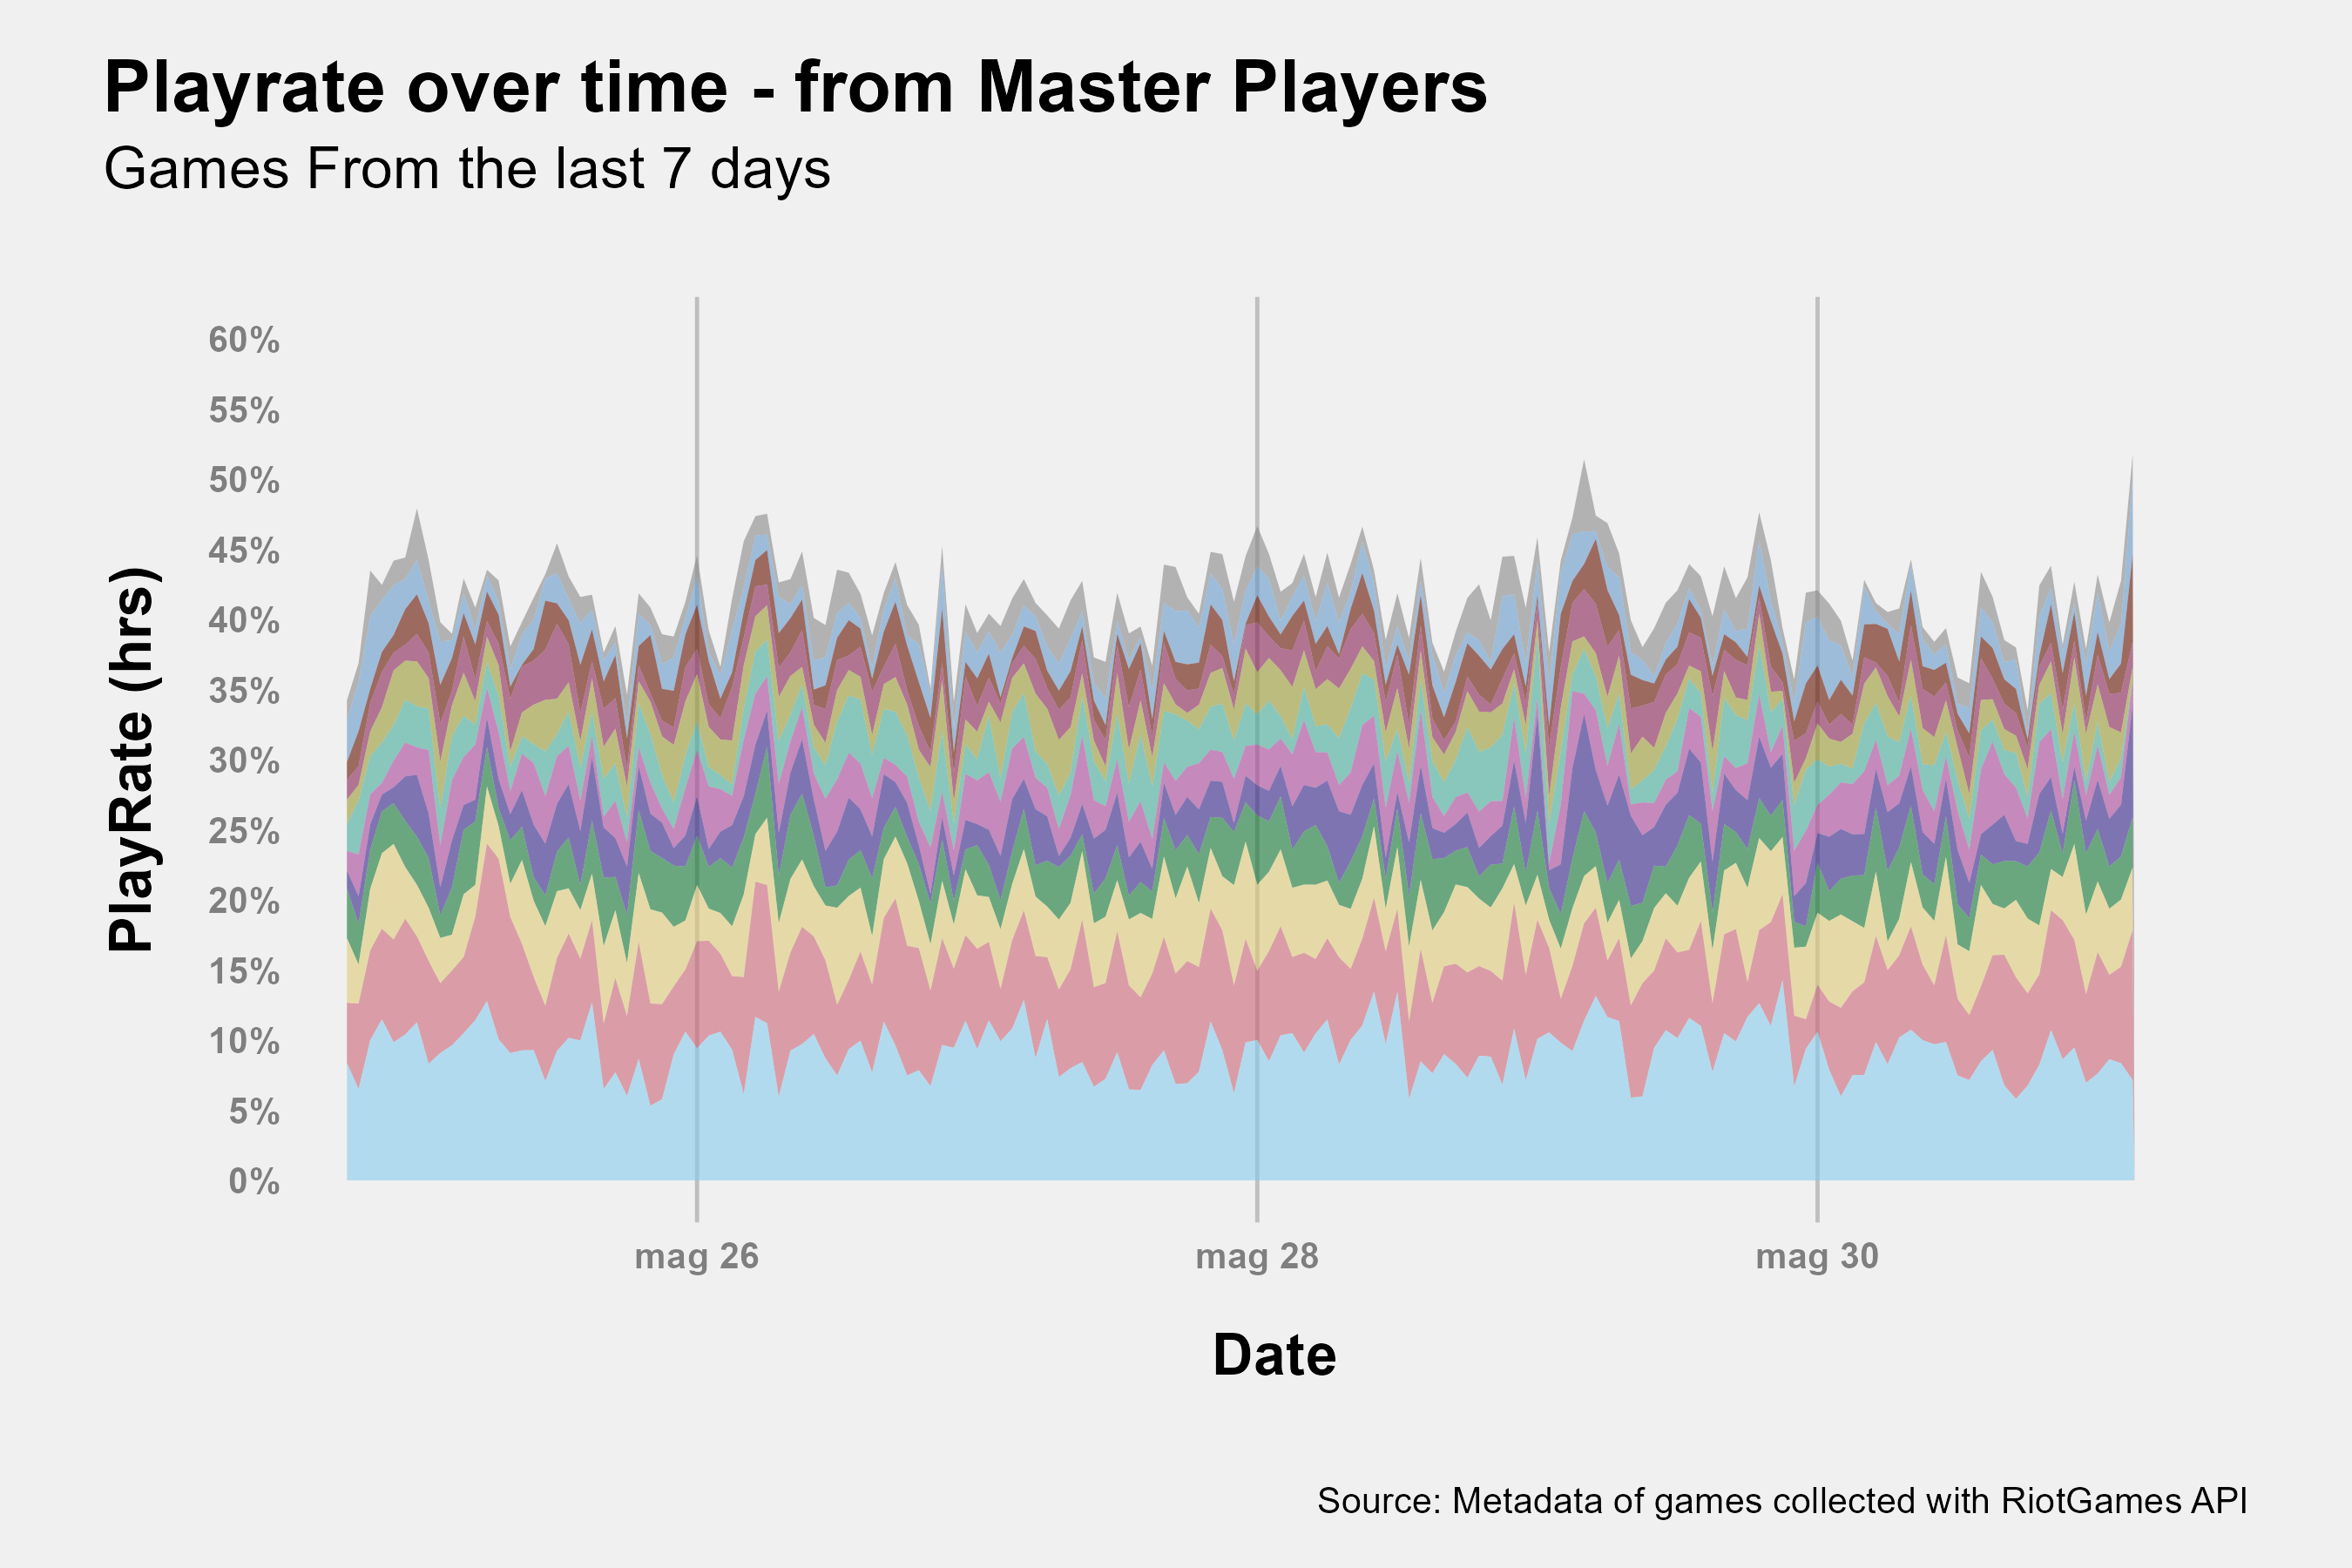 Playrate over time - from Master Players
Games From the last 7 days
PlayRate (hrs)
60%
55%
50%
45%
40%
35%
30%
25%
20%
15%
10%
5%
0%
mag 26
mag 28
mag 30
Date
Source: Metadata of games collected with RiotGames API